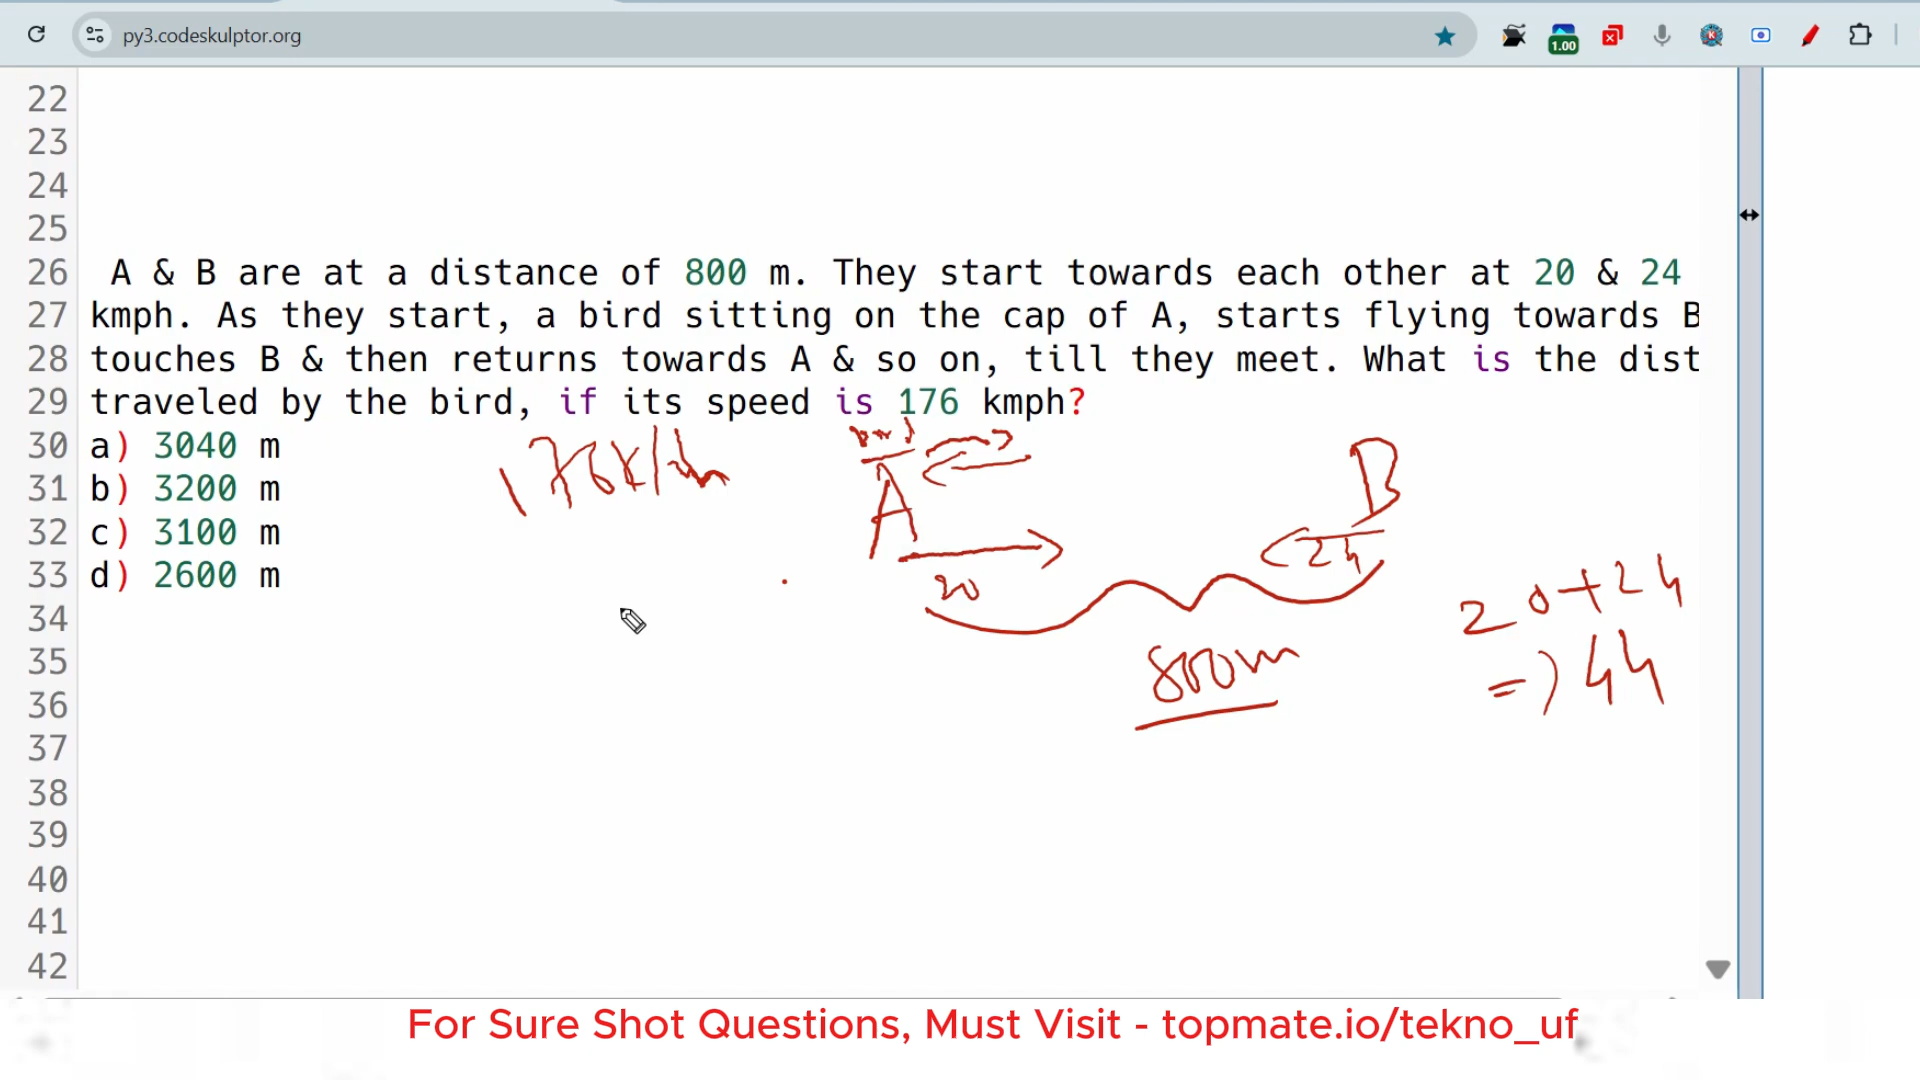 py3.codeskulptor.org
1.00
22
23
24
25
26 A & B are at a distance of 800 m. They start towards each other at 20 & 24
27 kmph. As they start, a bird sitting on the cap of A, starts flying towards B
28 touches B & then returns towards A & so on, till they meet. What is the dist
29 traveled by the bird, if its speed is 176 kmph?
30 a) 3040 m
31 b) 3200 m
32 c) 3100 m
33 d) 2600 m
34
35
36
37
38
39
40
41
42
bird
176k/h
A
B
20
24
800m
20+24
=> 44
For Sure Shot Questions, Must Visit - topmate.io/tekno_uf